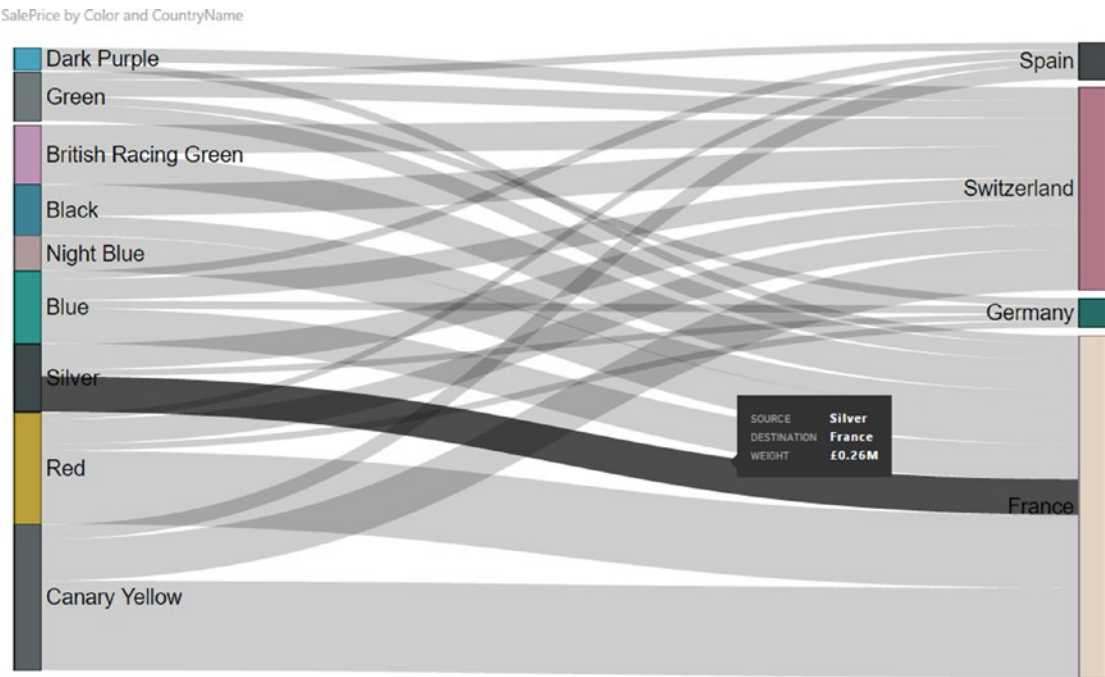 SalePrice by Color and CountryName
Dark Purple
Green
British Racing Green
Black
Night Blue
Blue
Silver
Red
Canary Yellow
Spain
Switzerland
Germany
France
SOURCE Silver
DESTINATION France
WEIGHT £0.26M